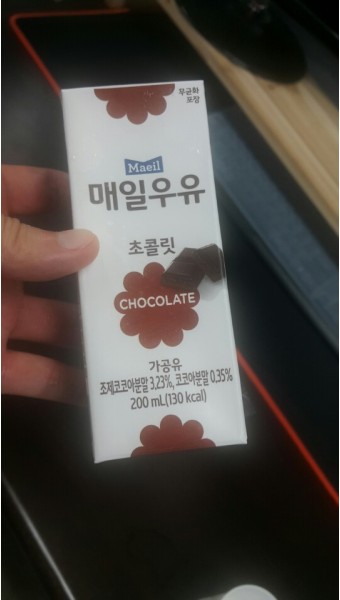 무균화
포장
Maeil
매일우유
초콜릿
CHOCOLATE
가공유
조제코코아분말 3.23%, 코코아분말 0.35%
200 mL(130 kcal)